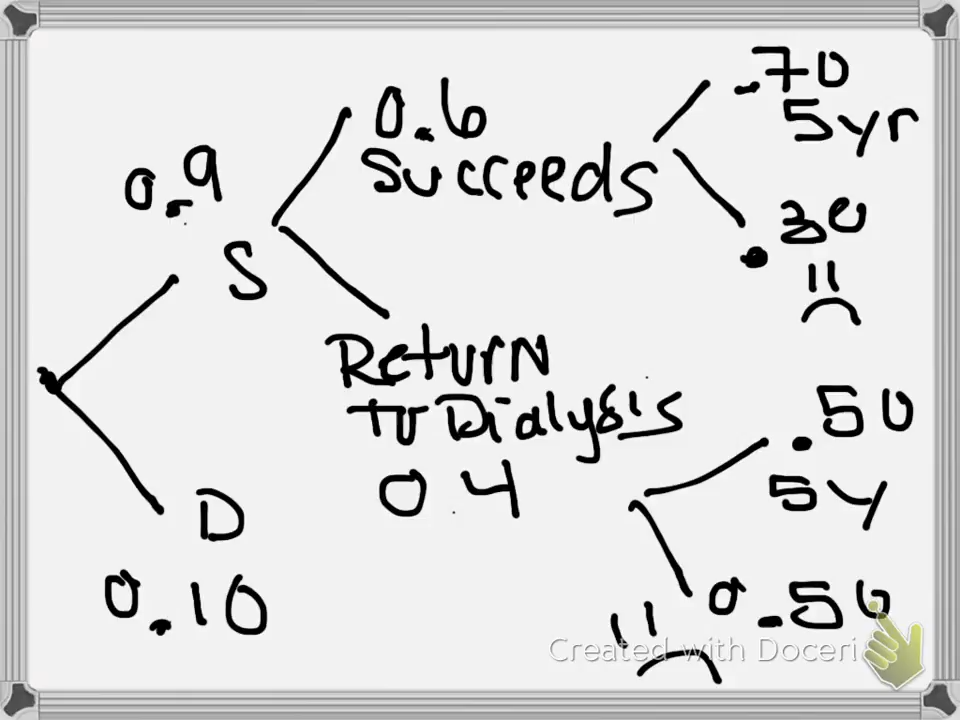 0.9
S
0.6
Succeeds
.70
5yr
.30
Return
to Dialysis
0.4
.50
5y
0.50
D
0.10
Created with Doceri